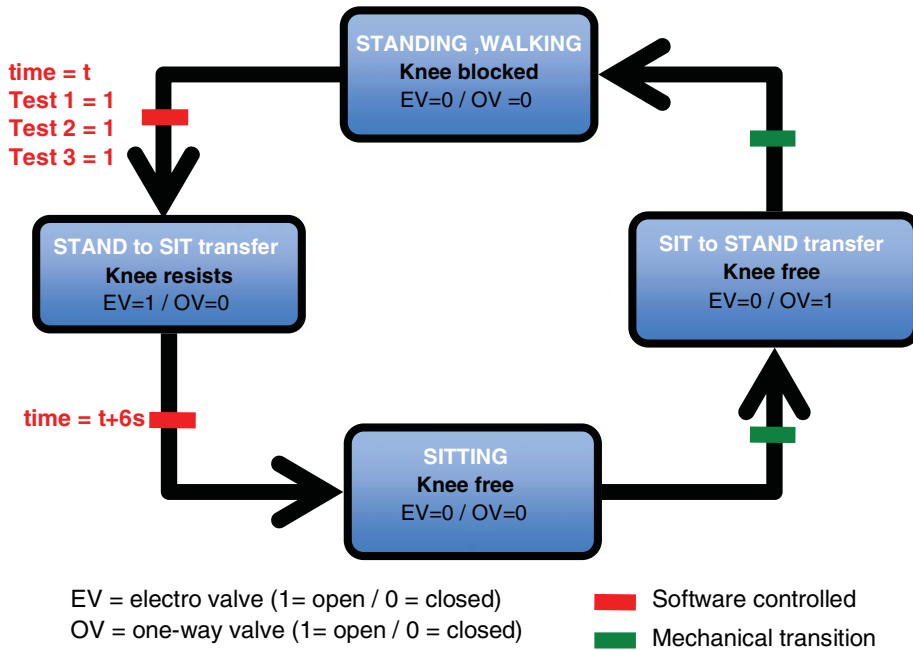 STANDING ,WALKING
Knee blocked
EV=0 / OV =0
time = t
Test 1 = 1
Test 2 = 1
Test 3 = 1
STAND to SIT transfer
Knee resists
EV=1 / OV=0
SIT to STAND transfer
Knee free
EV=0 / OV=1
time = t+6s
SITTING
Knee free
EV=0 / OV=0
EV = electro valve (1= open / 0 = closed)
OV = one-way valve (1= open / 0 = closed)
Software controlled
Mechanical transition